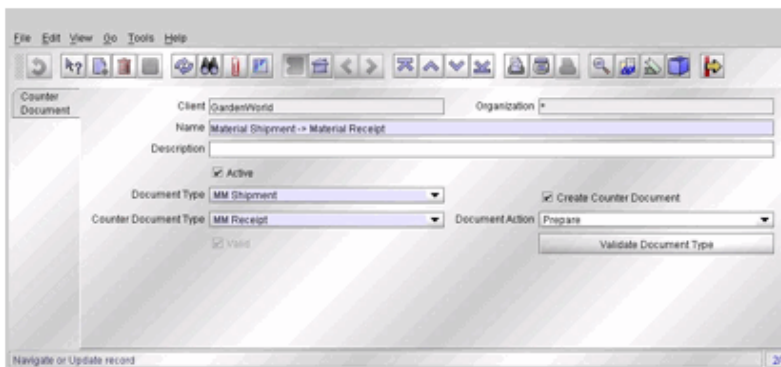 File Edit View Go Tools Help
Counter
Document
Client GardenWorld Organization *
Name Material Shipment -> Material Receipt
Description
Active
Document Type MM Shipment Create Counter Document
Counter Document Type MM Receipt Document Action Prepare
Valid Validate Document Type
Navigate or Update record